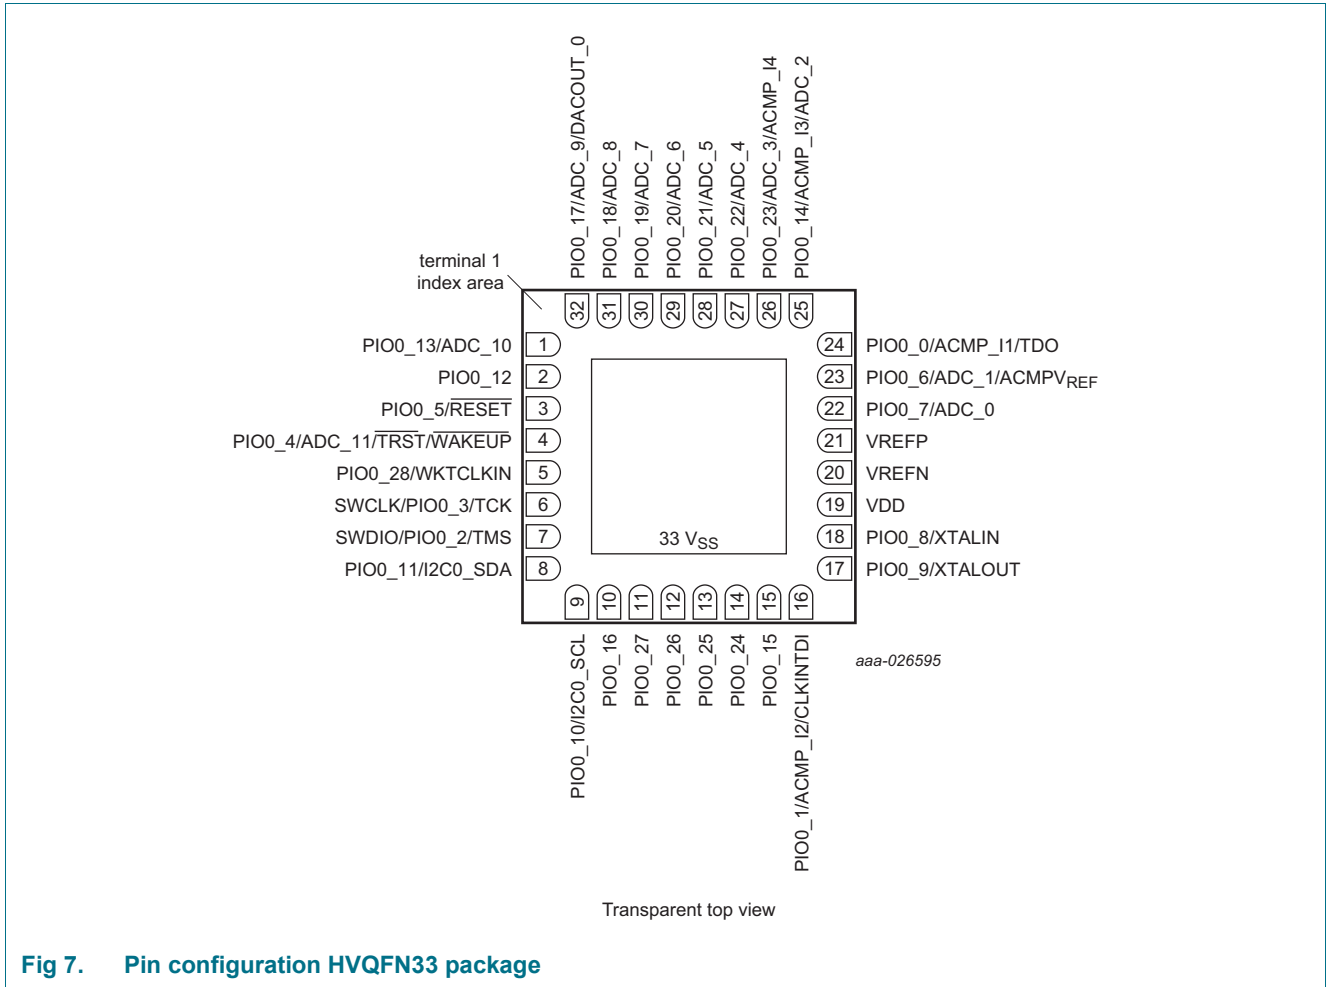 PIO0_17/ADC_9/DACOUT_0
PIO0_18/ADC_8
PIO0_19/ADC_7
PIO0_20/ADC_6
PIO0_21/ADC_5
PIO0_22/ADC_4
PIO0_23/ADC_3/ACMP_I4
PIO0_14/ACMP_I3/ADC_2
terminal 1
index area
32 31 30 29 28 27 26 25
PIO0_13/ADC_10 1
PIO0_12 2
PIO0_5/RESET 3
PIO0_4/ADC_11/TRST/WAKEUP 4
PIO0_28/WKTCLKIN 5
SWCLK/PIO0_3/TCK 6
SWDIO/PIO0_2/TMS 7
PIO0_11/I2C0_SDA 8
24 PIO0_0/ACMP_I1/TDO
23 PIO0_6/ADC_1/ACMPVREF
22 PIO0_7/ADC_0
21 VREFP
20 VREFN
19 VDD
18 PIO0_8/XTALIN
17 PIO0_9/XTALOUT
33 VSS
9 10 11 12 13 14 15 16
PIO0_10/I2C0_SCL
PIO0_16
PIO0_27
PIO0_26
PIO0_25
PIO0_24
PIO0_15
PIO0_1/ACMP_I2/CLKINTDI
aaa-026595
Transparent top view
Fig 7. Pin configuration HVQFN33 package